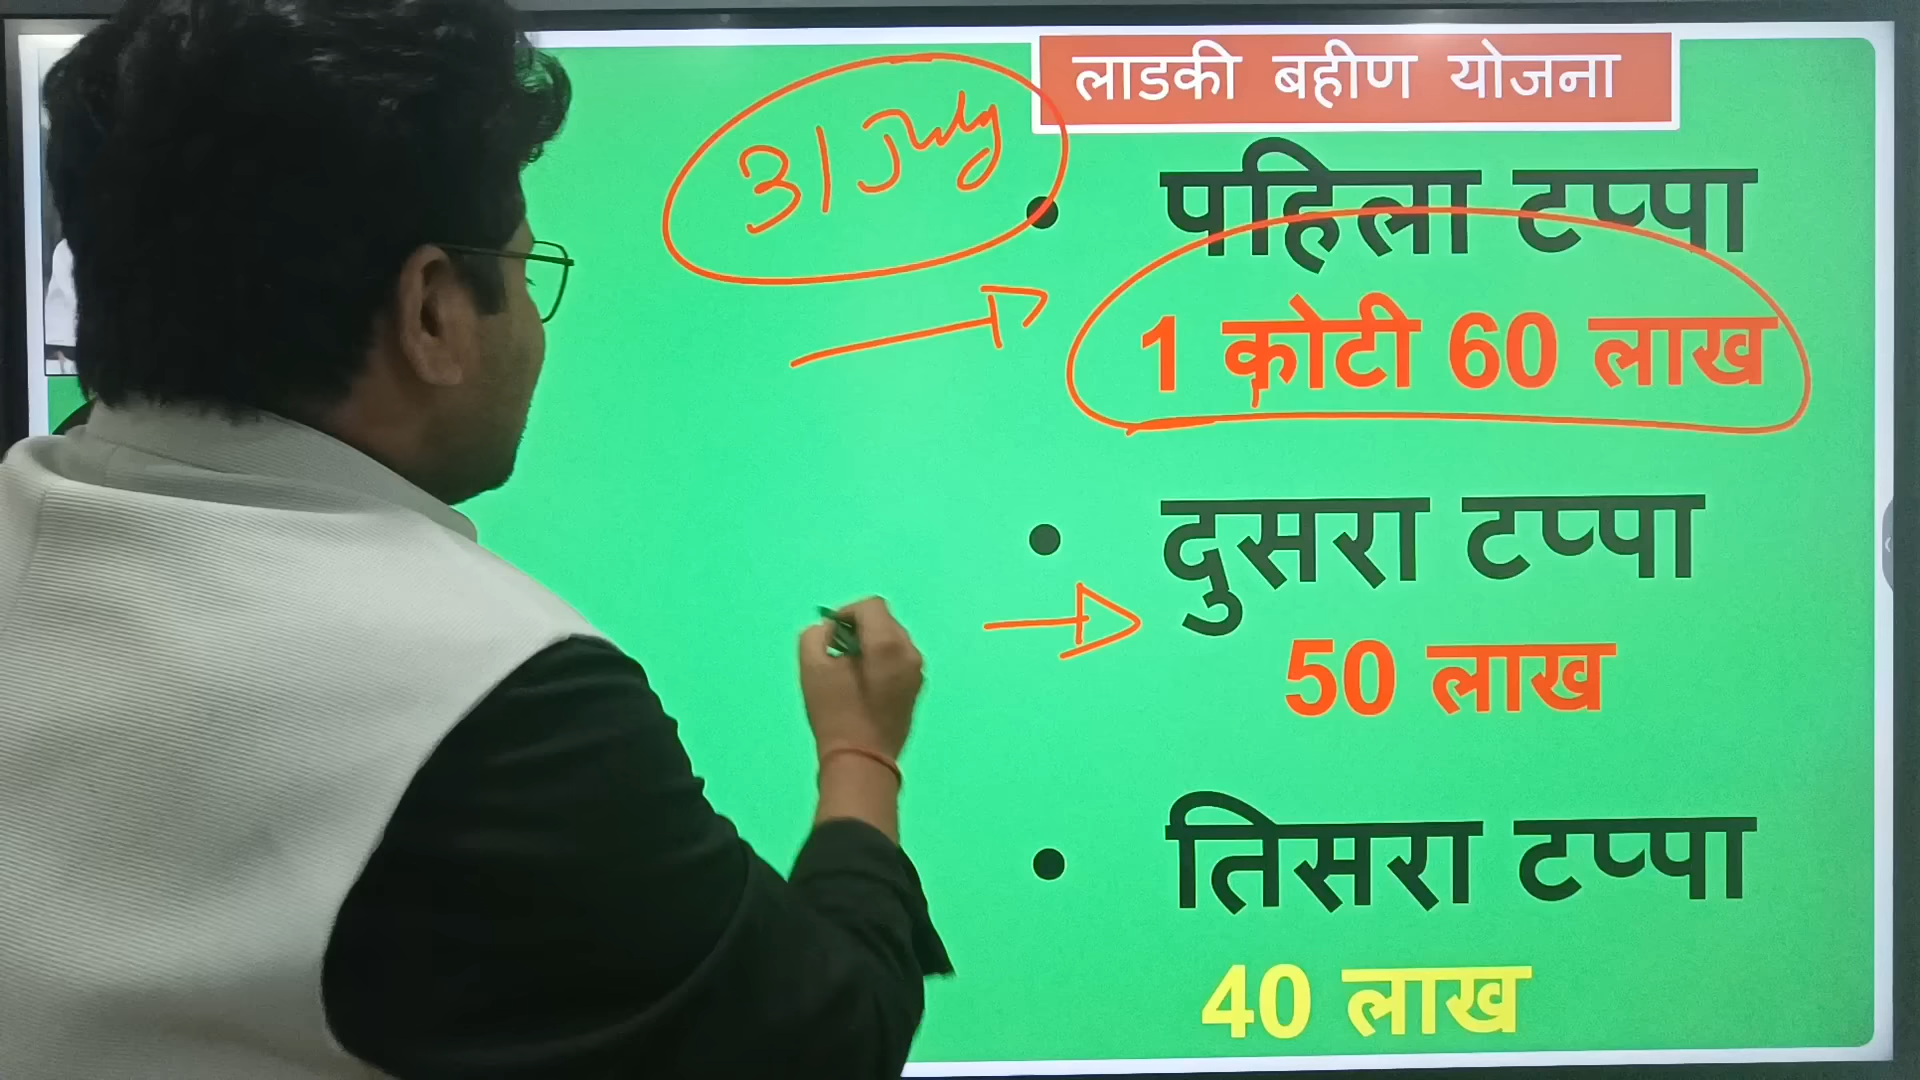 लाडकी बहीण योजना
31 July
पहिला टप्पा
1 कोटी 60 लाख
दुसरा टप्पा
50 लाख
तिसरा टप्पा
40 लाख